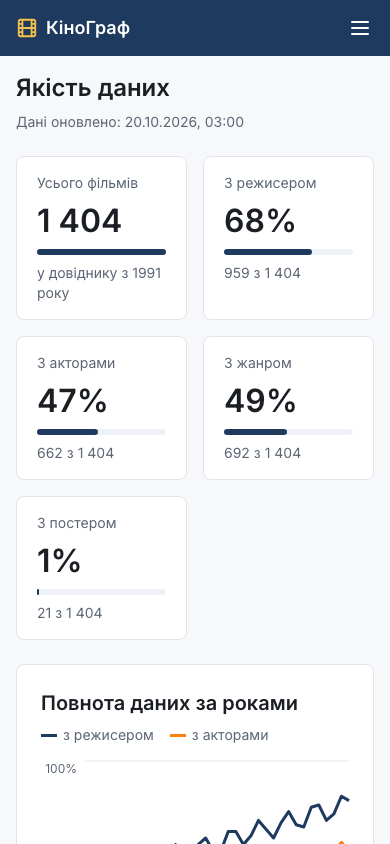 КіноГраф
Якість даних
Дані оновлено: 20.10.2026, 03:00
Усього фільмів
1 404
у довіднику з 1991
року
З режисером
68%
959 з 1 404
З акторами
47%
662 з 1 404
З жанром
49%
692 з 1 404
З постером
1%
21 з 1 404
Повнота даних за роками
з режисером з акторами
100%